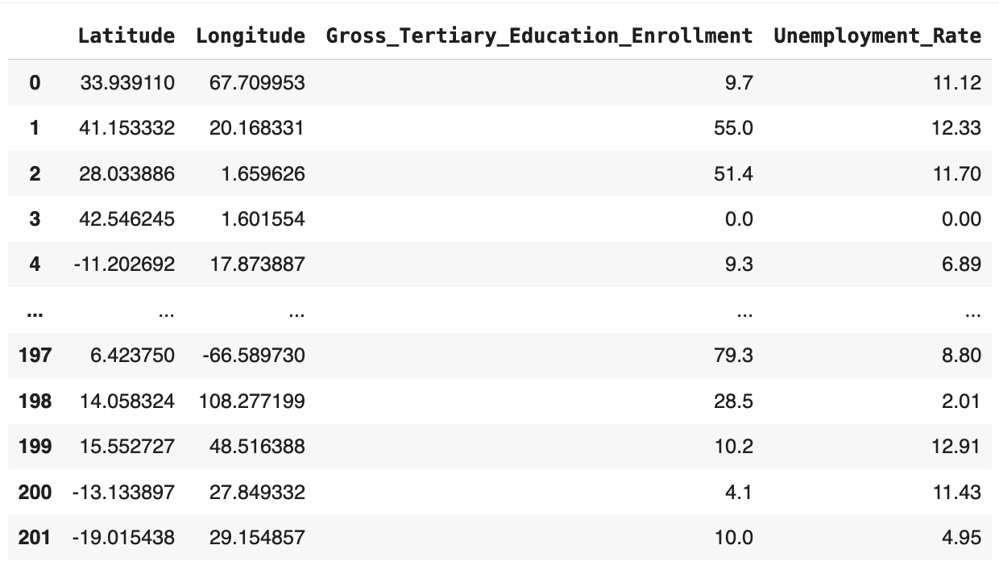 Latitude Longitude Gross_Tertiary_Education_Enrollment Unemployment_Rate
0 33.939110 67.709953 9.7 11.12
1 41.153332 20.168331 55.0 12.33
2 28.033886 1.659626 51.4 11.70
3 42.546245 1.601554 0.0 0.00
4 -11.202692 17.873887 9.3 6.89
... ... ... ... ...
197 6.423750 -66.589730 79.3 8.80
198 14.058324 108.277199 28.5 2.01
199 15.552727 48.516388 10.2 12.91
200 -13.133897 27.849332 4.1 11.43
201 -19.015438 29.154857 10.0 4.95